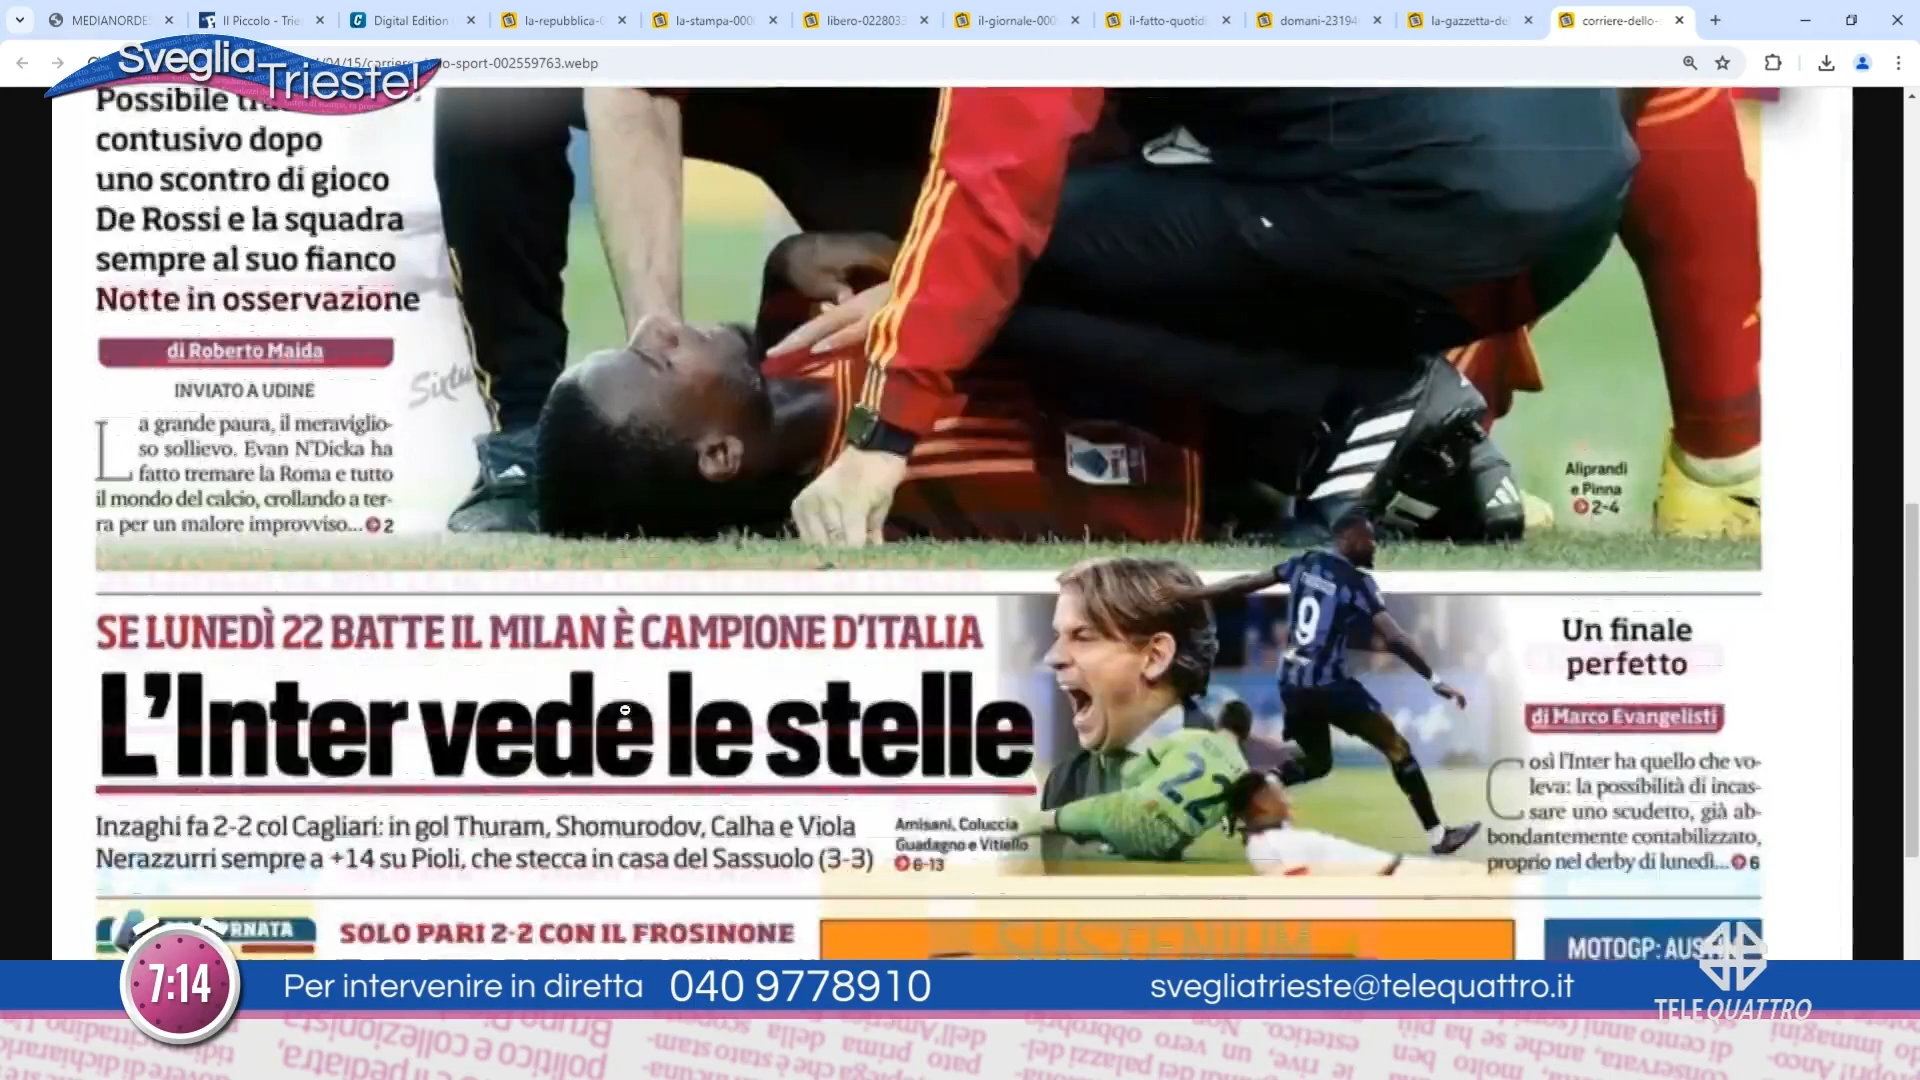 MEDIANORDES
Il Piccolo - Trie
Digital Edition
la-repubblica-0
la-stampa-000
libero-0228033
il-giornale-000
il-fatto-quotidi
domani-23194
la-gazzetta-de
corriere-dello-
/04/15/corriere-dello-sport-002559763.webp
Sveglia
Trieste!
Possibile
contusivo dopo
uno scontro di gioco
De Rossi e la squadra
sempre al suo fianco
Notte in osservazione
di Roberto Maida
INVIATO A UDINE
La grande paura, il meraviglio-
so sollievo. Evan N'Dicka ha
fatto tremare la Roma e tutto
il mondo del calcio, crollando a ter-
ra per un malore improvviso... 2
Aliprandi
e Pinna
2-4
SE LUNEDÌ 22 BATTE IL MILAN È CAMPIONE D'ITALIA
L'Inter vede le stelle
Inzaghi fa 2-2 col Cagliari: in gol Thuram, Shomurodov, Calha e Viola
Nerazzurri sempre a +14 su Pioli, che stecca in casa del Sassuolo (3-3)
Amisani, Coluccia
Guadagno e Vitiello
6-13
9
22
Un finale
perfetto
di Marco Evangelisti
Così l'Inter ha quello che vo-
leva: la possibilità di incas-
sare uno scudetto, già ab-
bondantemente contabilizzato,
proprio nel derby di lunedì... 6
RNATA
SOLO PARI 2-2 CON IL FROSINONE
SUSTENIUM
MOTOGP: AUS
7:14
Per intervenire in diretta 040 9778910
svegliatrieste@telequattro.it
TELEQUATTRO